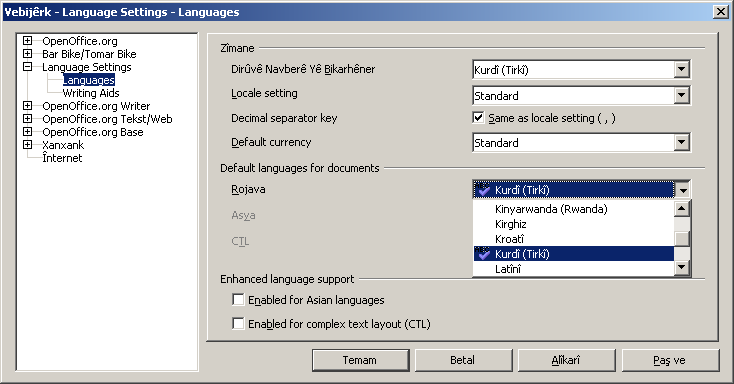 Vebijêrk - Language Settings - Languages
OpenOffice.org
Bar Bike/Tomar Bike
Language Settings
Languages
Writing Aids
OpenOffice.org Writer
OpenOffice.org Tekst/Web
OpenOffice.org Base
Xanxank
Înternet
Zîmane
Dirûvê Navberê Yê Bikarhêner
Kurdî (Tirkî)
Locale setting
Standard
Decimal separator key
Same as locale setting ( , )
Default currency
Standard
Default languages for documents
Rojava
Kurdî (Tirkî)
Asya
CTL
Kinyarwanda (Rwanda)
Kirghiz
Kroatî
Kurdî (Tirkî)
Latînî
Enhanced language support
Enabled for Asian languages
Enabled for complex text layout (CTL)
Temam
Betal
Alîkarî
Paş ve